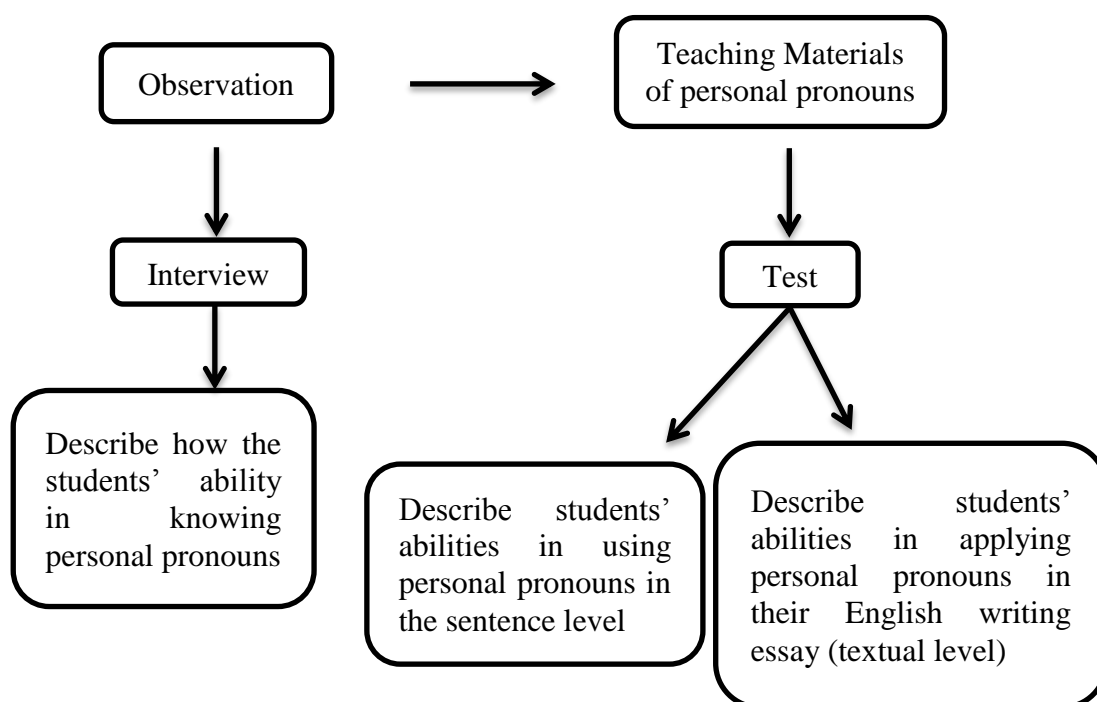 Observation
Teaching Materials
of personal pronouns
Interview
Test
Describe how the
students’ ability
in knowing
personal pronouns
Describe students’
abilities in using
personal pronouns in
the sentence level
Describe students’
abilities in applying
personal pronouns in
their English writing
essay (textual level)